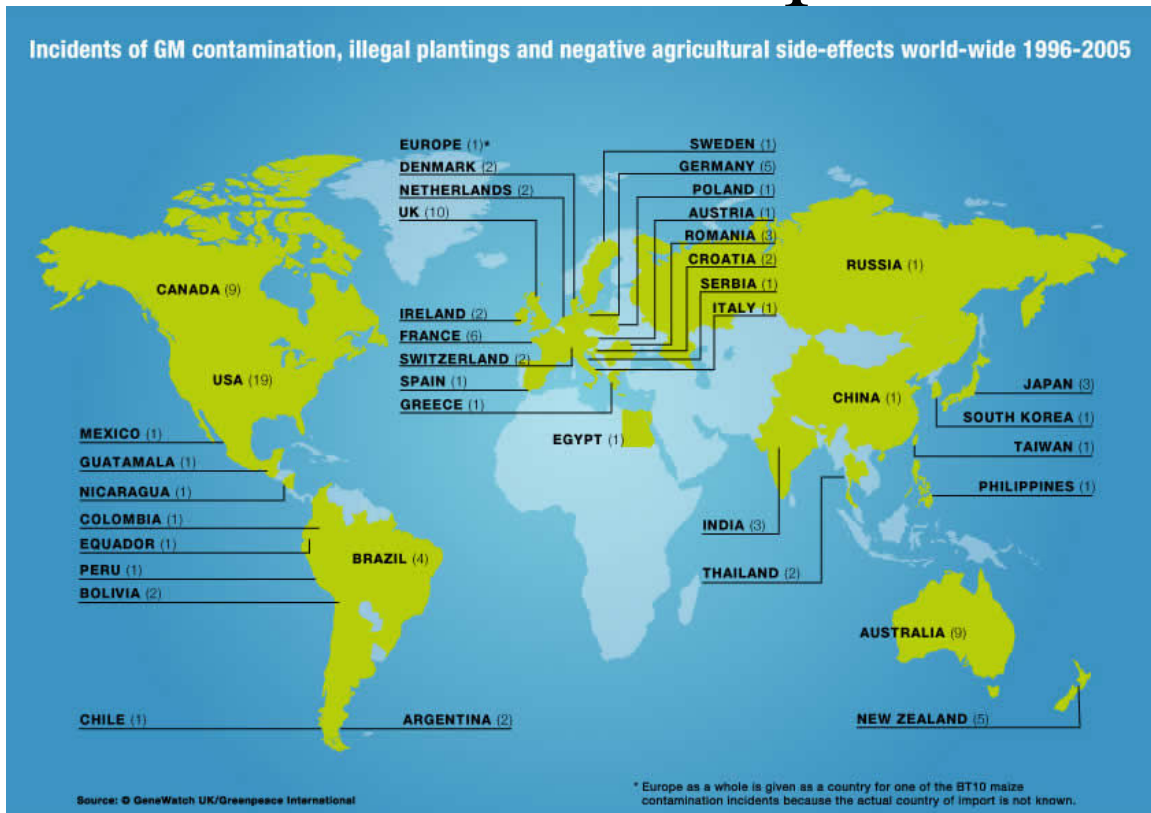 Incidents of GM contamination, illegal plantings and negative agricultural side-effects world-wide 1996-2005
EUROPE (1)*
DENMARK (2)
NETHERLANDS (2)
UK (10)
SWEDEN (1)
GERMANY (5)
POLAND (1)
AUSTRIA (1)
ROMANIA (3)
CROATIA (2)
SERBIA (1)
ITALY (1)
RUSSIA (1)
CANADA (9)
USA (19)
IRELAND (2)
FRANCE (6)
SWITZERLAND (2)
SPAIN (1)
GREECE (1)
EGYPT (1)
CHINA (1)
JAPAN (3)
SOUTH KOREA (1)
TAIWAN (1)
PHILIPPINES (1)
MEXICO (1)
GUATAMALA (1)
NICARAGUA (1)
COLOMBIA (1)
EQUADOR (1)
PERU (1)
BOLIVIA (2)
BRAZIL (4)
INDIA (3)
THAILAND (2)
AUSTRALIA (9)
CHILE (1)
ARGENTINA (2)
NEW ZEALAND (5)
Source: © GeneWatch UK/Greenpeace International
* Europe as a whole is given as a country for one of the BT10 maize
contamination incidents because the actual country of import is not known.